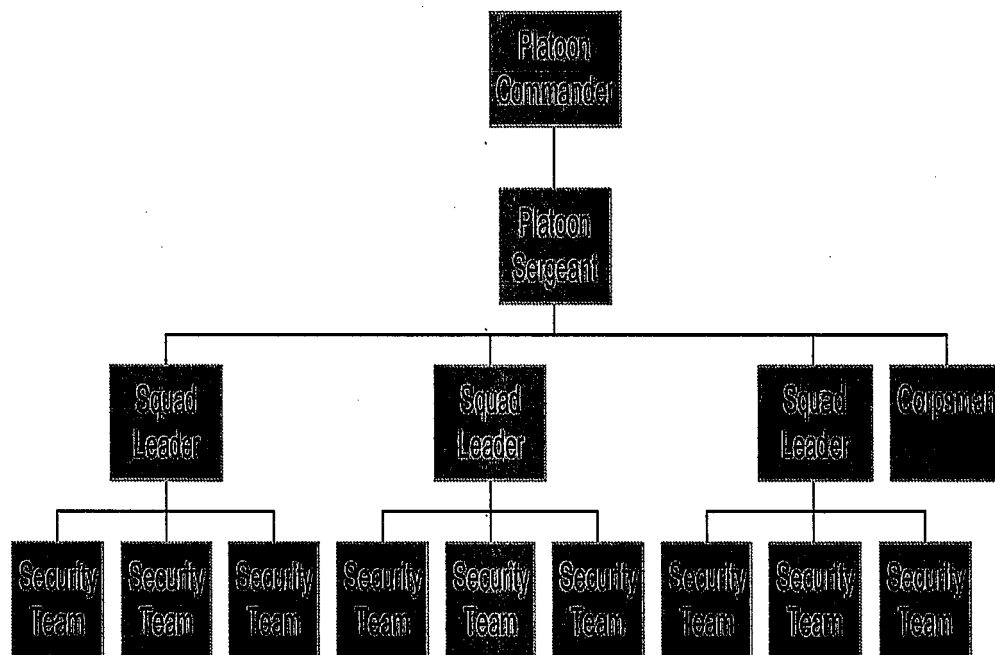 Platoon
Commander
Platoon
Sergeant
Squad
Leader
Squad
Leader
Squad
Leader
Corpsman
Security
Team
Security
Team
Security
Team
Security
Team
Security
Team
Security
Team
Security
Team
Security
Team
Security
Team